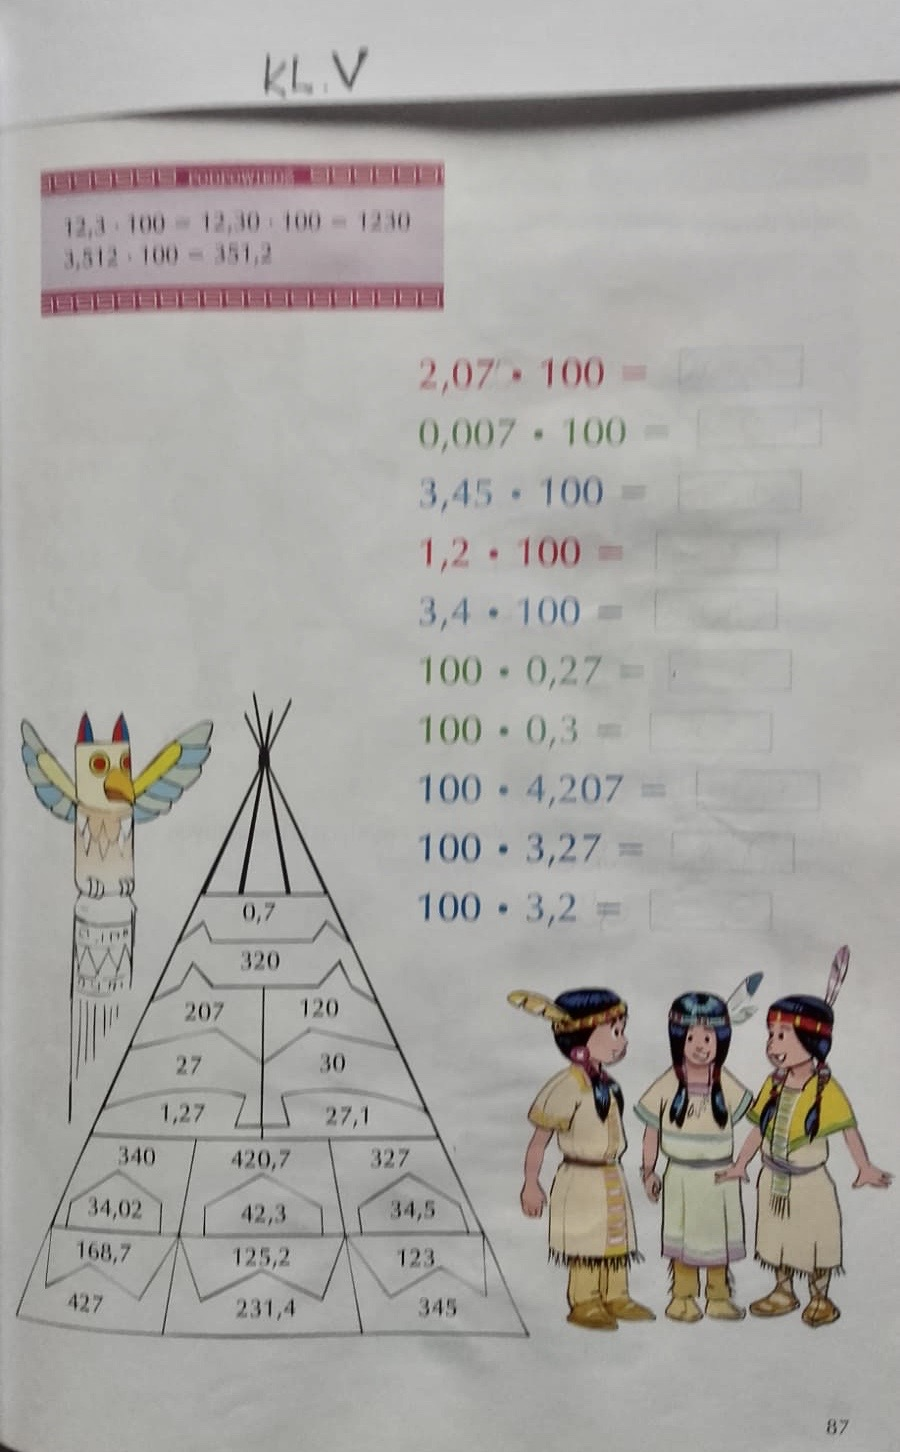 KL. V
PODPOWIEDŹ
12,3 · 100 = 12,30 · 100 = 1230
3,512 · 100 = 351,2
2,07 · 100 =
0,007 · 100 =
3,45 · 100 =
1,2 · 100 =
3,4 · 100 =
100 · 0,27 =
100 · 0,3 =
100 · 4,207 =
100 · 3,27 =
100 · 3,2 =
0,7
320
207 120
27 30
1,27 27,1
340 420,7 327
34,02 42,3 34,5
168,7 125,2 123
427 231,4 345
87